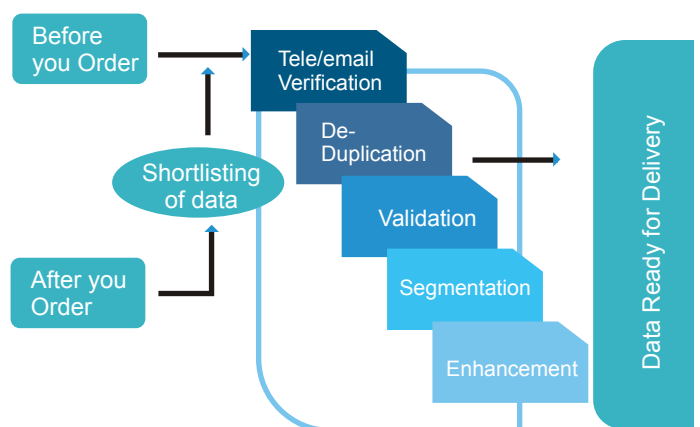 Before
you Order
Tele/email
Verification
De-
Duplication
Shortlisting
of data
Validation
After you
Order
Segmentation
Enhancement
Data Ready for Delivery